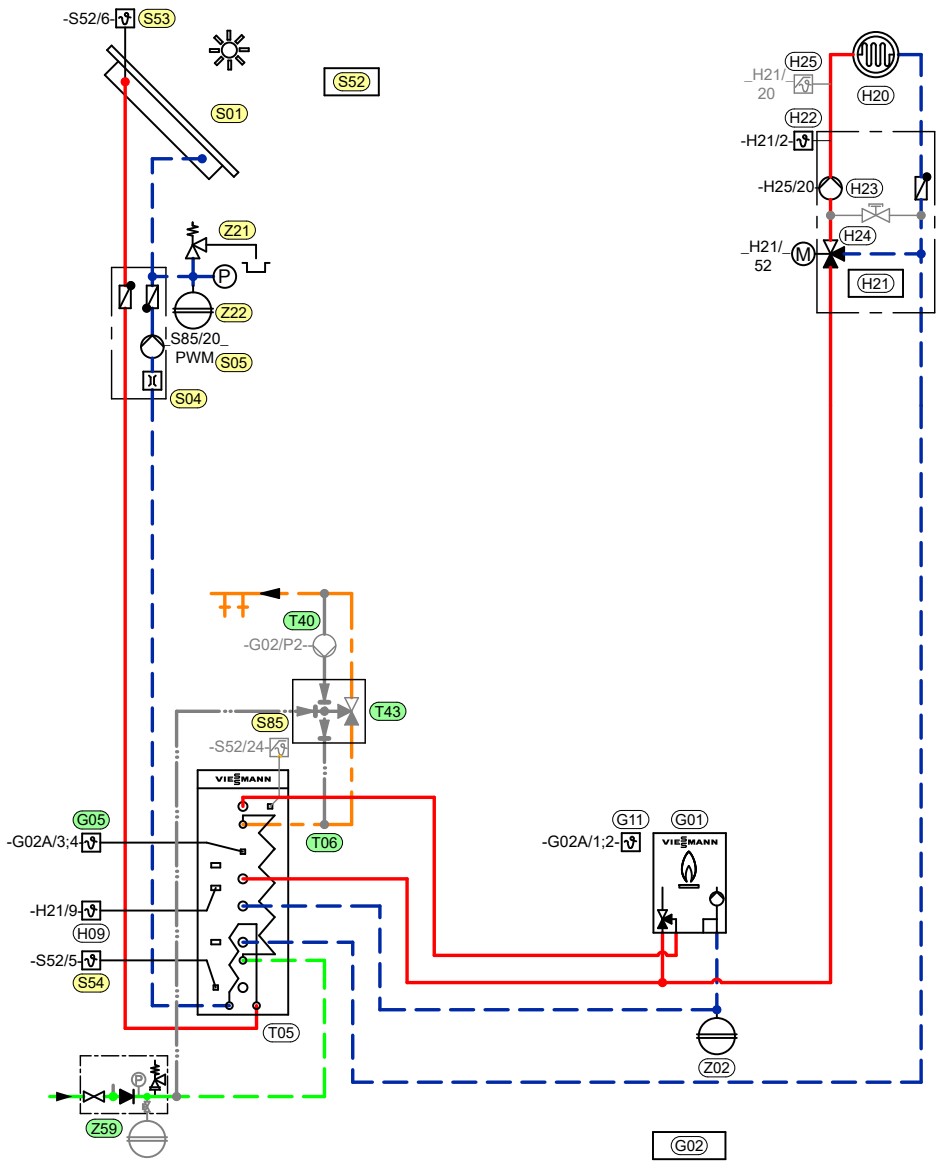 -S52/6-
S53
S52
S01
H25
_H21/_
20
H20
H22
-H21/2-
-H25/20-
H23
Z21
H24
_H21/_
52
M
H21
P
Z22
_S85/20_
PWM
S05
S04
T40
-G02/P2-
T43
S85
-S52/24-
VIESMANN
G05
-G02A/3;4-
T06
G11
G01
-G02A/1;2-
VIESMANN
-H21/9-
H09
-S52/5-
S54
T05
Z02
P
Z59
G02